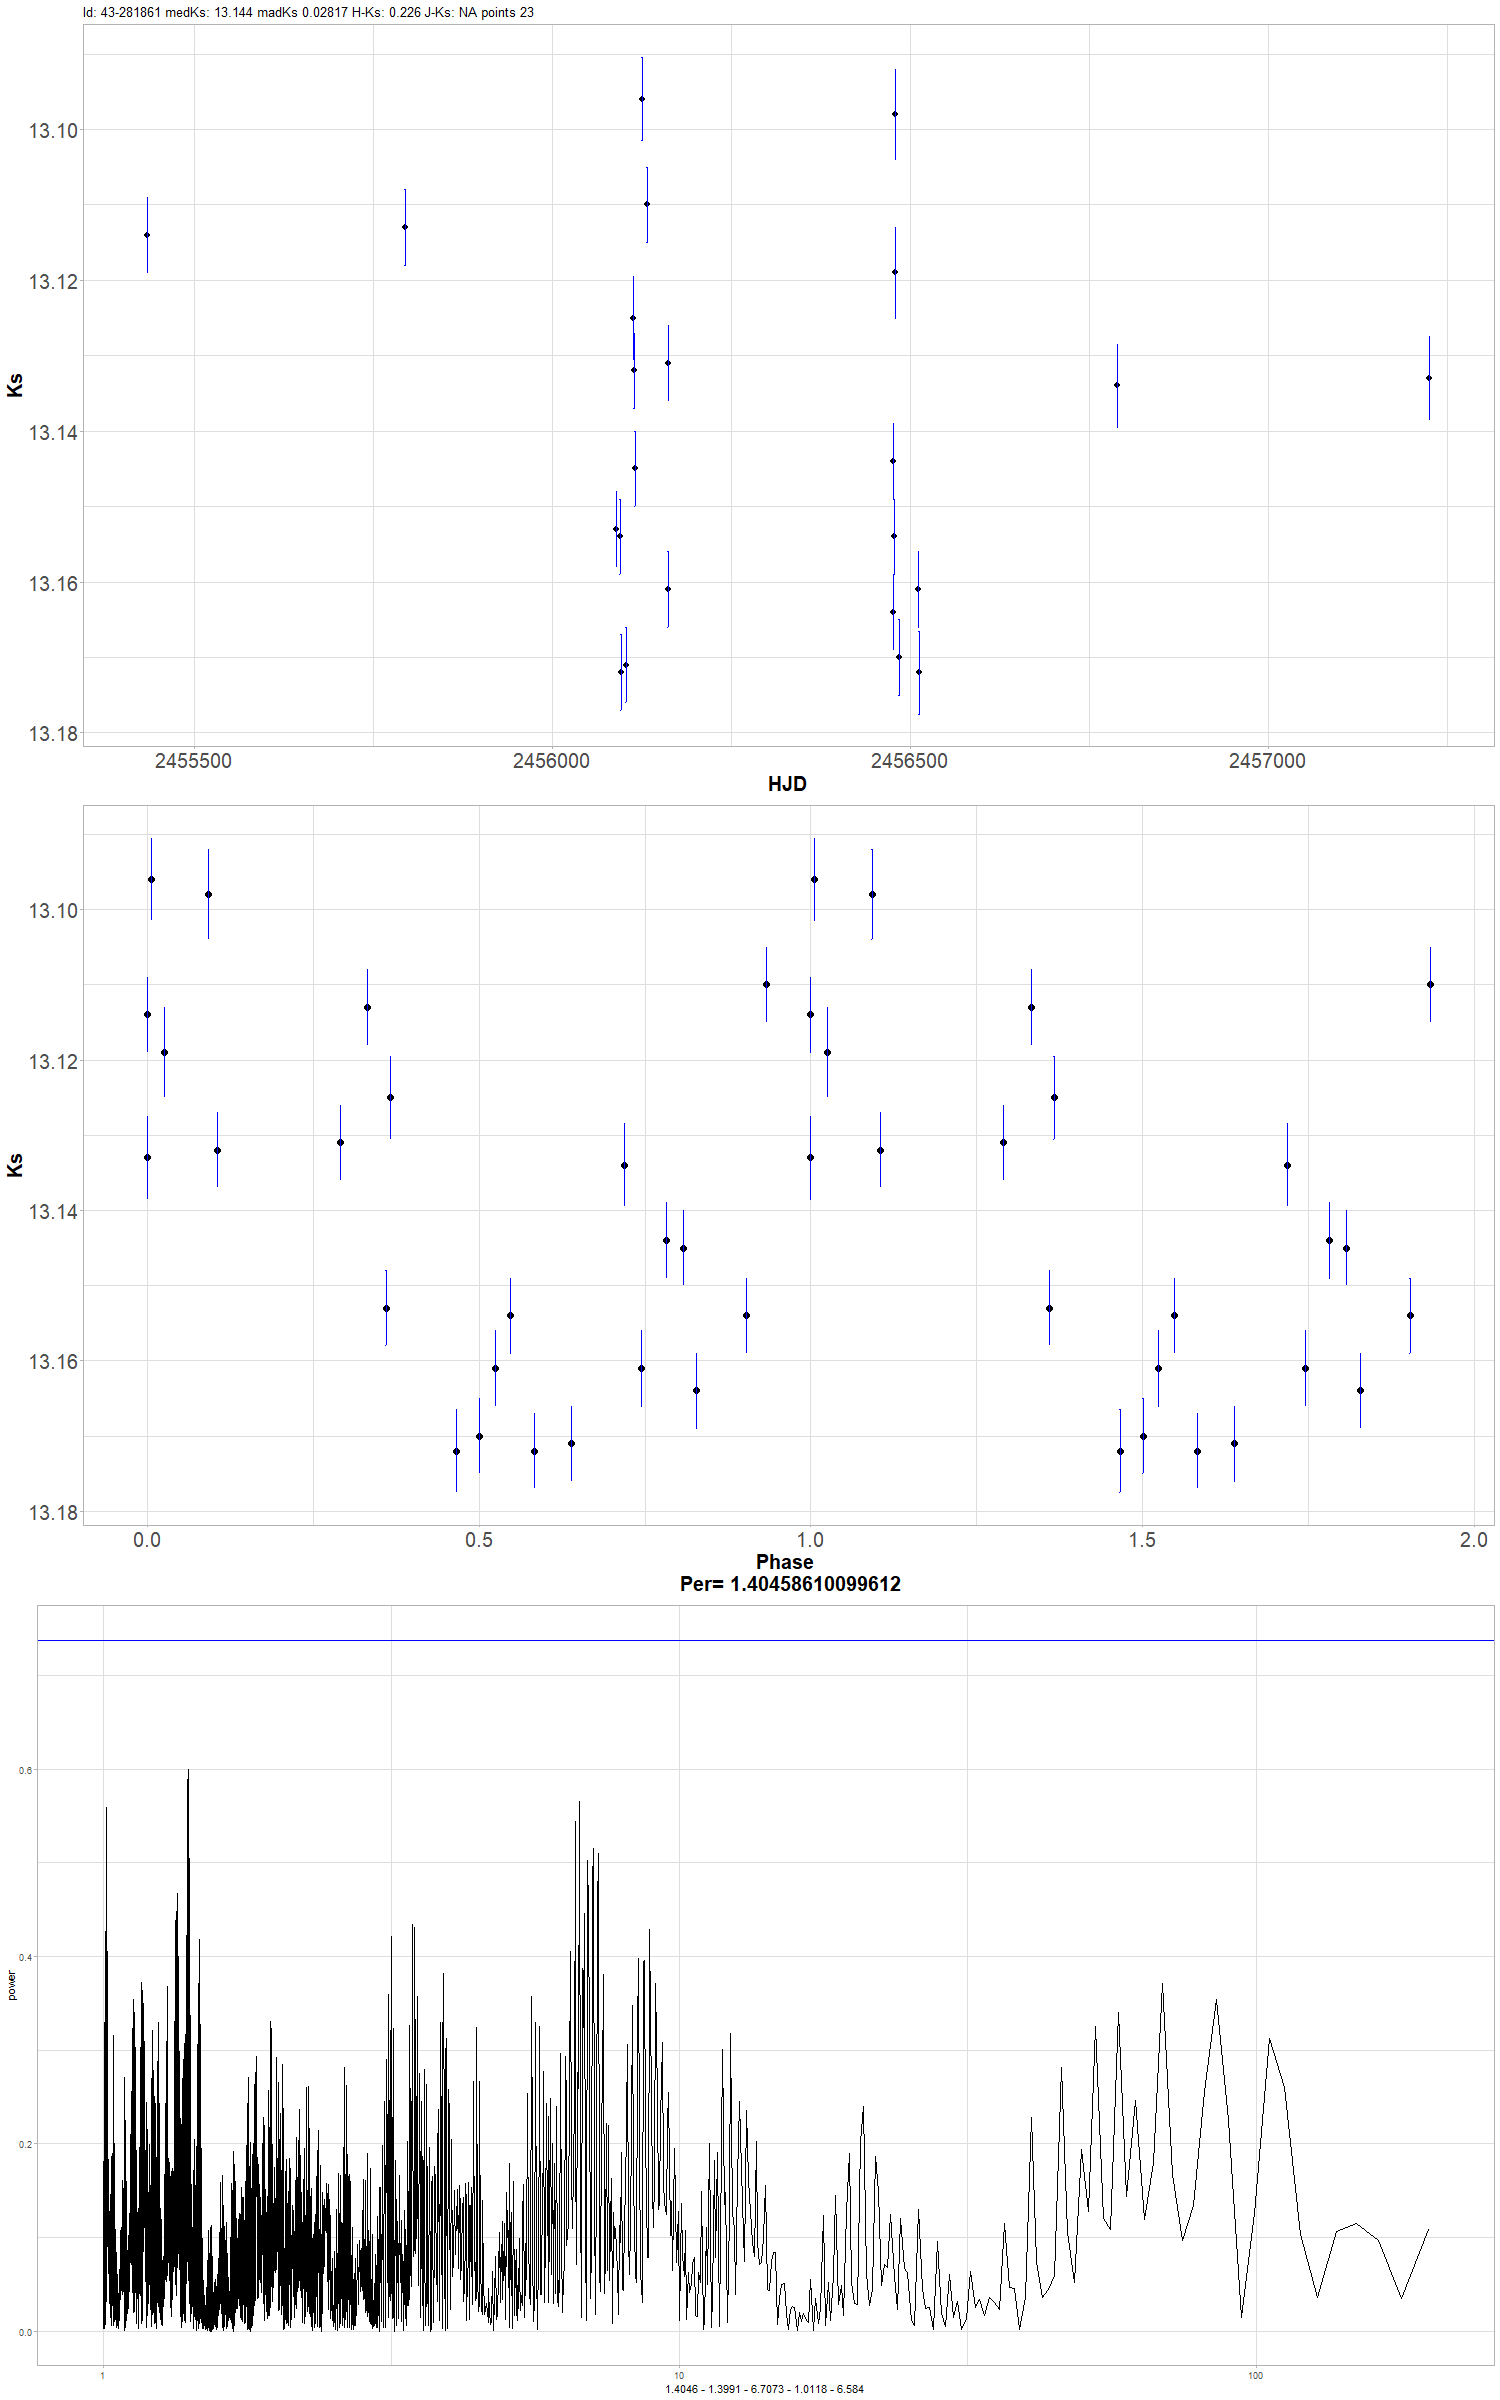 Id: 43-281861 medKs: 13.144 madKs 0.02817 H-Ks: 0.226 J-Ks: NA points 23
13.10
13.12
13.14
13.16
13.18
Ks
2455500 2456000 2456500 2457000
HJD
13.10
13.12
13.14
13.16
13.18
Ks
0.0 0.5 1.0 1.5 2.0
Phase
Per= 1.40458610099612
0.6
0.4
0.2
0.0
power
1 10 100
1.4046 - 1.3991 - 6.7073 - 1.0118 - 6.584